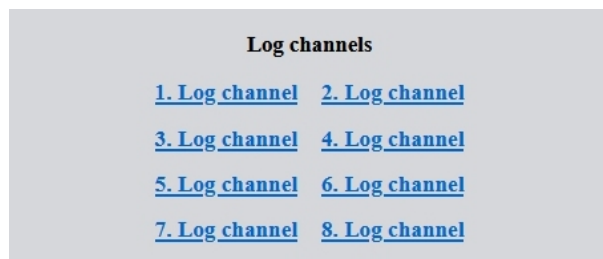 Log channels
1. Log channel 2. Log channel
3. Log channel 4. Log channel
5. Log channel 6. Log channel
7. Log channel 8. Log channel